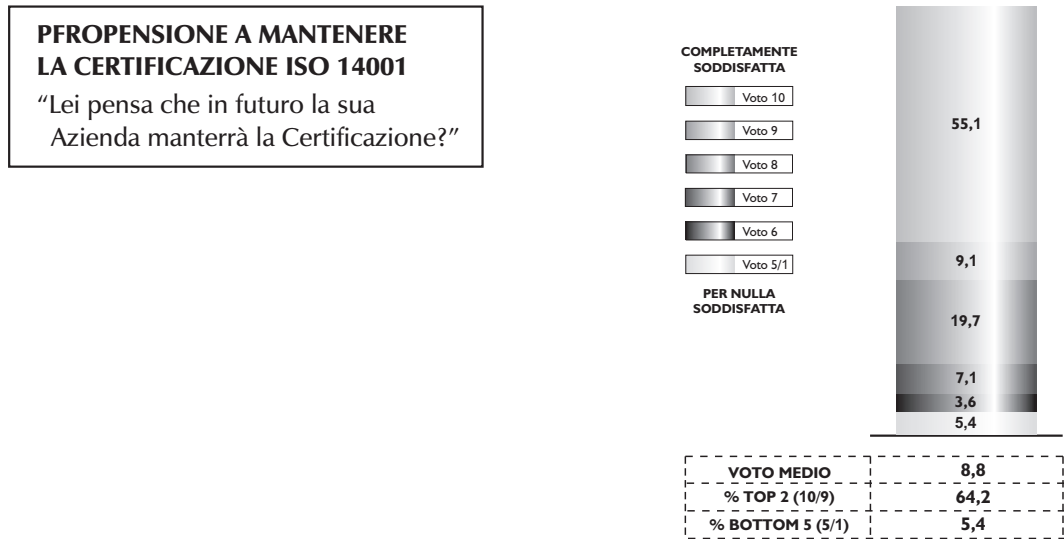 PFROPENSIONE A MANTENERE
LA CERTIFICAZIONE ISO 14001
“Lei pensa che in futuro la sua
Azienda manterrà la Certificazione?”
COMPLETAMENTE
SODDISFATTA
Voto 10
Voto 9
Voto 8
Voto 7
Voto 6
Voto 5/1
PER NULLA
SODDISFATTA
55,1
9,1
19,7
7,1
3,6
5,4
VOTO MEDIO 8,8
% TOP 2 (10/9) 64,2
% BOTTOM 5 (5/1) 5,4